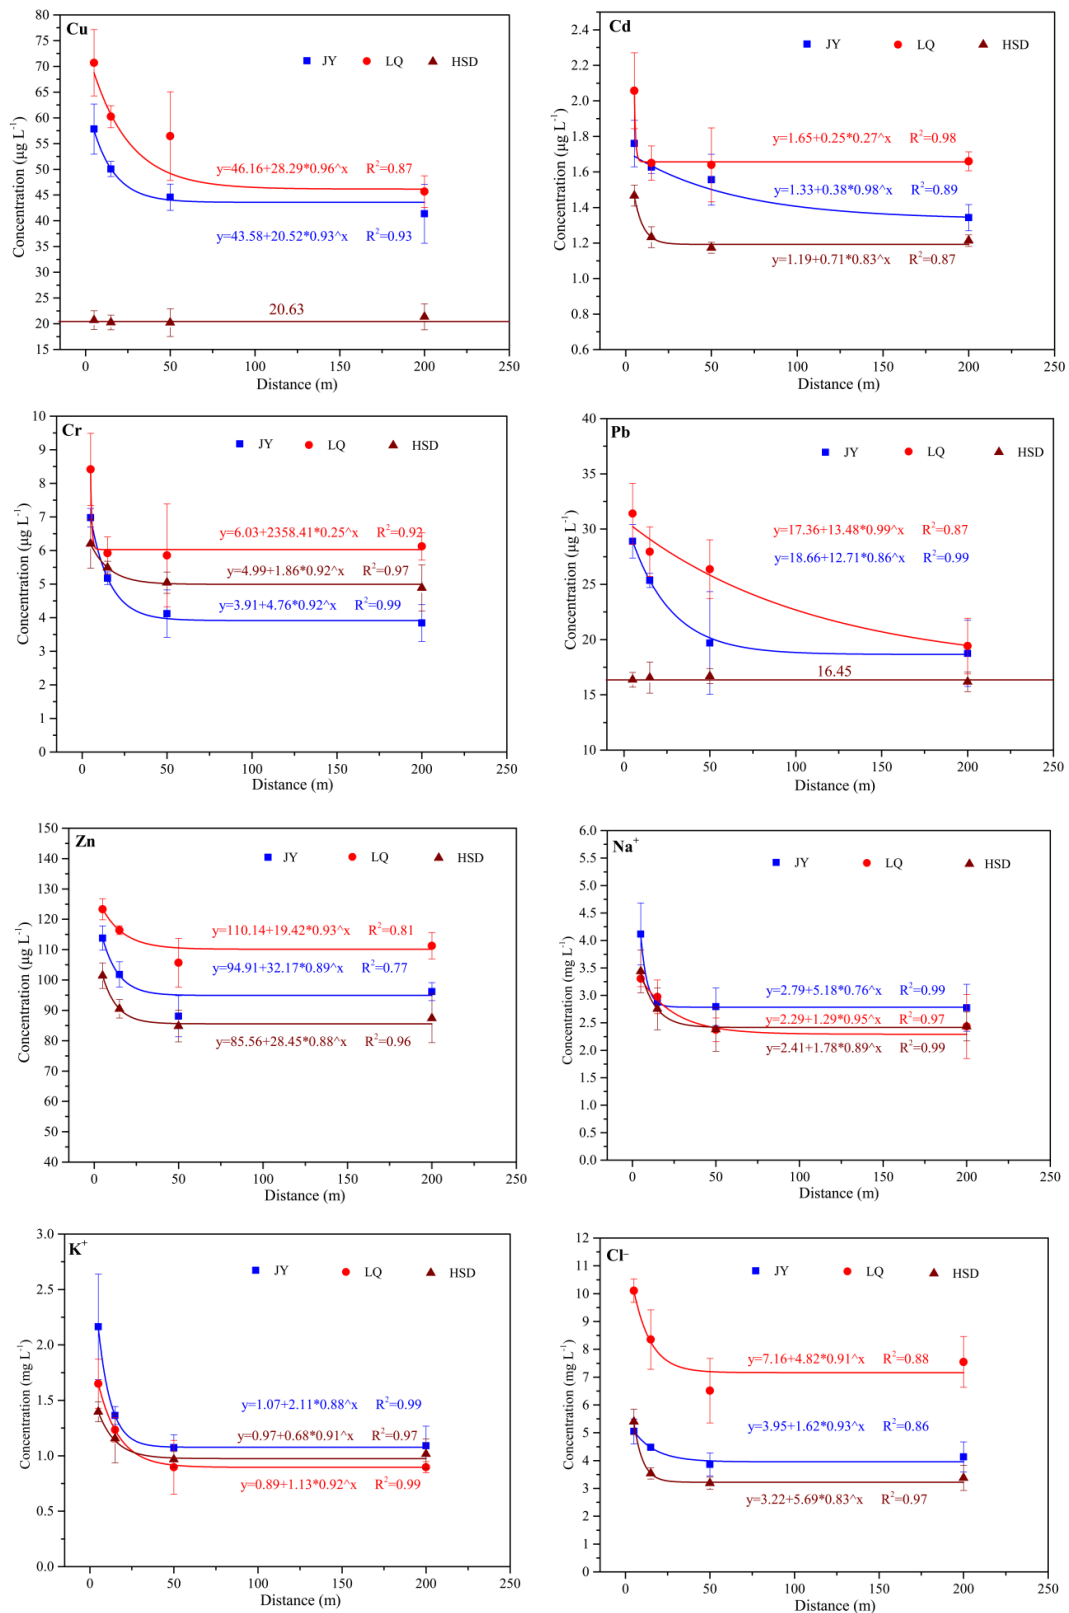 Cu
JY LQ HSD
y=46.16+28.29*0.96^x R²=0.87
y=43.58+20.52*0.93^x R²=0.93
20.63
Concentration (μg L⁻¹)
80
75
70
65
60
55
50
45
40
35
30
25
20
15
0 50 100 150 200 250
Distance (m)
Cd
JY LQ HSD
y=1.65+0.25*0.27^x R²=0.98
y=1.33+0.38*0.98^x R²=0.89
y=1.19+0.71*0.83^x R²=0.87
Concentration (μg L⁻¹)
2.4
2.2
2.0
1.8
1.6
1.4
1.2
1.0
0.8
0.6
0 50 100 150 200 250
Distance (m)
Cr
JY LQ HSD
y=6.03+2358.41*0.25^x R²=0.92
y=4.99+1.86*0.92^x R²=0.97
y=3.91+4.76*0.92^x R²=0.99
Concentration (μg L⁻¹)
10
9
8
7
6
5
4
3
2
1
0
0 50 100 150 200 250
Distance (m)
Pb
JY LQ HSD
y=17.36+13.48*0.99^x R²=0.87
y=18.66+12.71*0.86^x R²=0.99
16.45
Concentration (μg L⁻¹)
40
35
30
25
20
15
10
0 50 100 150 200 250
Distance (m)
Zn
JY LQ HSD
y=110.14+19.42*0.93^x R²=0.81
y=94.91+32.17*0.89^x R²=0.77
y=85.56+28.45*0.88^x R²=0.96
Concentration (μg L⁻¹)
150
140
130
120
110
100
90
80
70
60
50
40
0 50 100 150 200 250
Distance (m)
Na⁺
JY LQ HSD
y=2.79+5.18*0.76^x R²=0.99
y=2.29+1.29*0.95^x R²=0.97
y=2.41+1.78*0.89^x R²=0.99
Concentration (mg L⁻¹)
6.0
5.5
5.0
4.5
4.0
3.5
3.0
2.5
2.0
1.5
1.0
0.5
0.0
0 50 100 150 200 250
Distance (m)
K⁺
JY LQ HSD
y=1.07+2.11*0.88^x R²=0.99
y=0.97+0.68*0.91^x R²=0.97
y=0.89+1.13*0.92^x R²=0.99
Concentration (mg L⁻¹)
3.0
2.5
2.0
1.5
1.0
0.5
0.0
0 50 100 150 200 250
Distance (m)
Cl⁻
JY LQ HSD
y=7.16+4.82*0.91^x R²=0.88
y=3.95+1.62*0.93^x R²=0.86
y=3.22+5.69*0.83^x R²=0.97
Concentration (mg L⁻¹)
12
11
10
9
8
7
6
5
4
3
2
1
0
0 50 100 150 200 250
Distance (m)